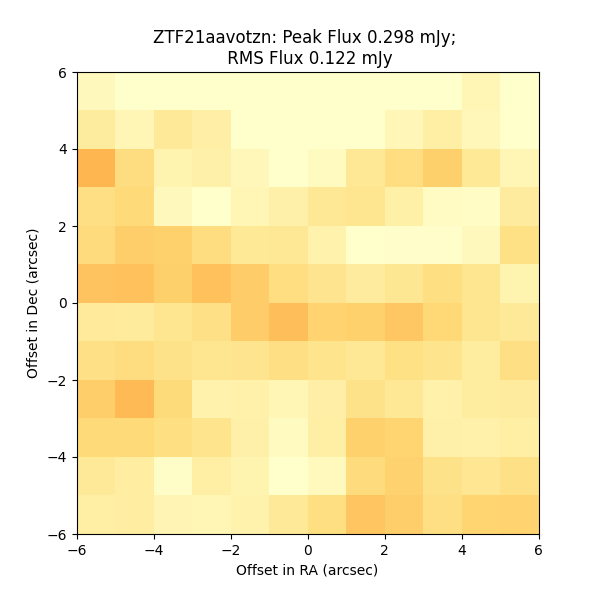 ZTF21aavotzn: Peak Flux 0.298 mJy;
RMS Flux 0.122 mJy
6
4
2
0
−2
−4
−6
Offset in Dec (arcsec)
−6 −4 −2 0 2 4 6
Offset in RA (arcsec)